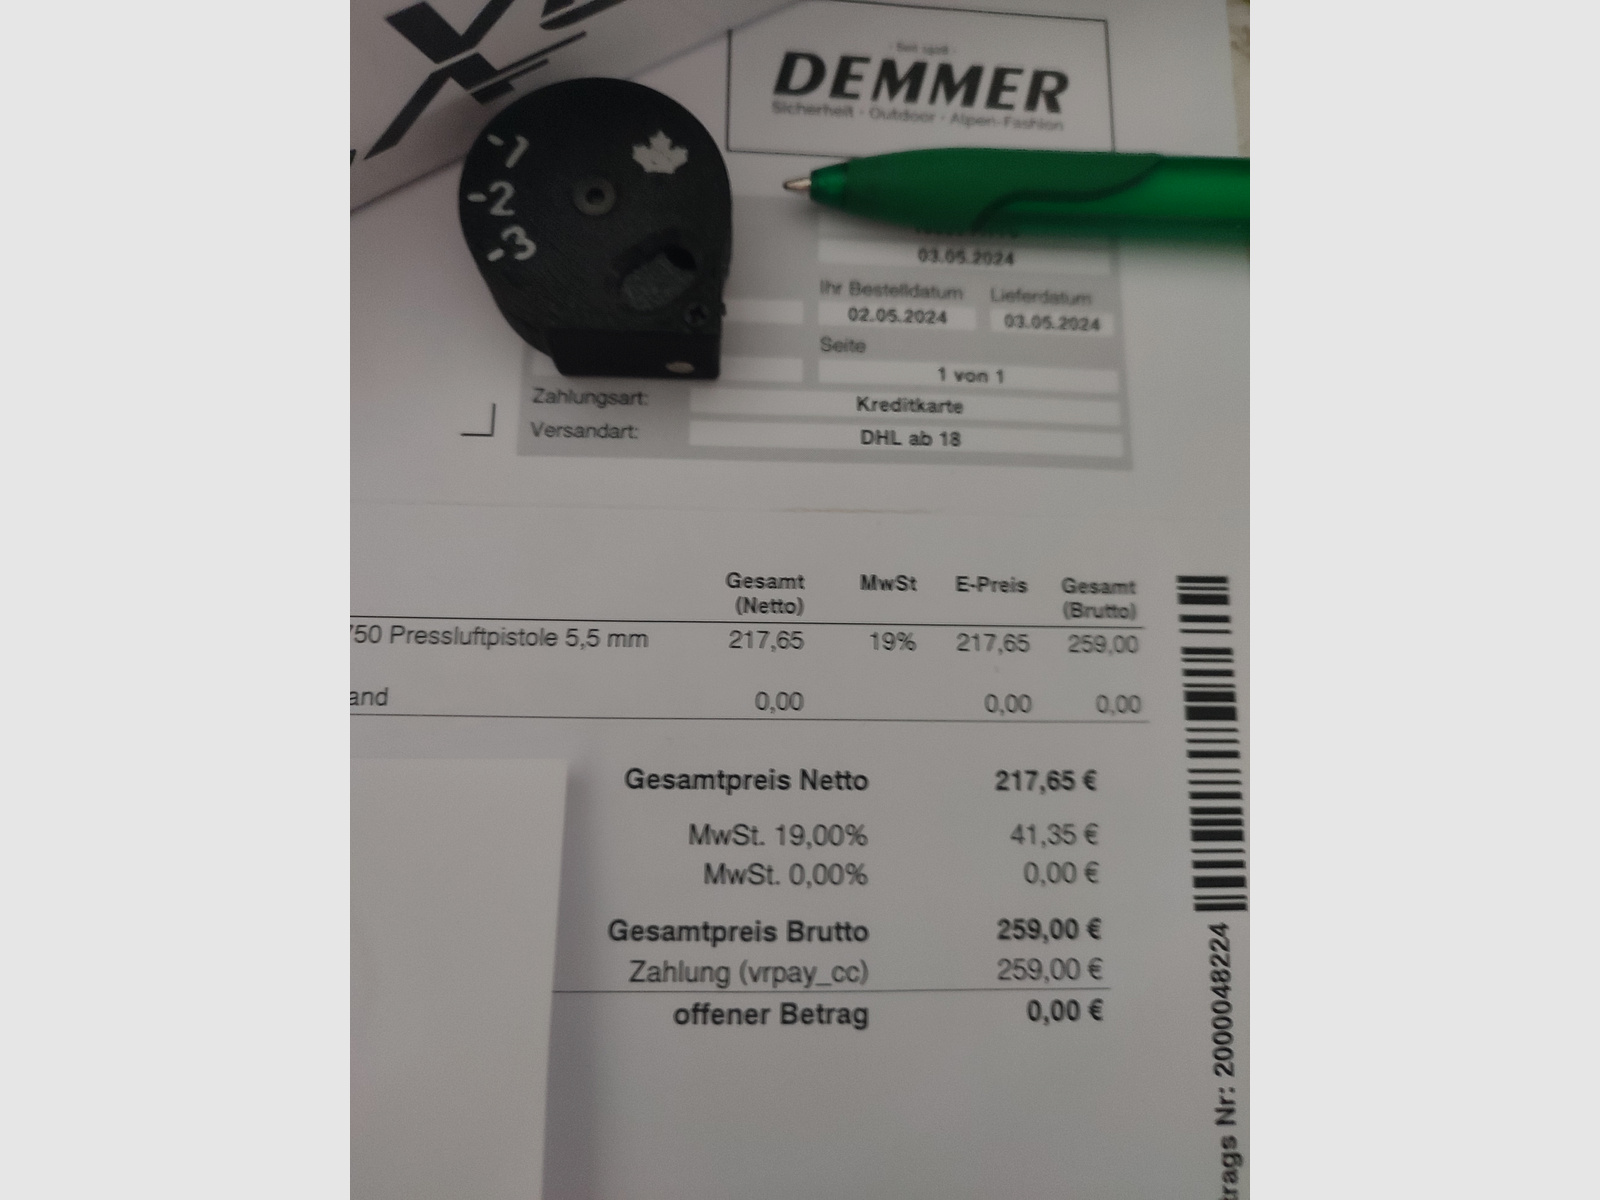 Seit 1928
DEMMER
Sicherheit · Outdoor · Alpen-Fashion
-1
-2
-3
03.05.2024
Ihr Bestelldatum Lieferdatum
02.05.2024 03.05.2024
Seite
1 von 1
Zahlungsart: Kreditkarte
Versandart: DHL ab 18
Gesamt (Netto) MwSt E-Preis Gesamt (Brutto)
750 Pressluftpistole 5,5 mm 217,65 19% 217,65 259,00
and 0,00 0,00 0,00
Gesamtpreis Netto 217,65 €
MwSt. 19,00% 41,35 €
MwSt. 0,00% 0,00 €
Gesamtpreis Brutto 259,00 €
Zahlung (vrpay_cc) 259,00 €
offener Betrag 0,00 €
trags Nr: 2000048224